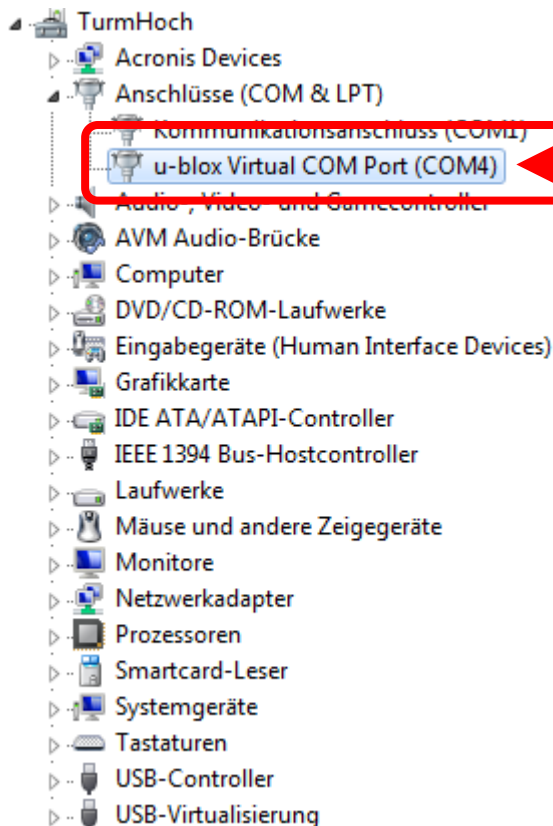 TurmHoch
Acronis Devices
Anschlüsse (COM & LPT)
Kommunikationsanschluss (COM1)
u-blox Virtual COM Port (COM4)
Audio-, Video- und Gamecontroller
AVM Audio-Brücke
Computer
DVD/CD-ROM-Laufwerke
Eingabegeräte (Human Interface Devices)
Grafikkarte
IDE ATA/ATAPI-Controller
IEEE 1394 Bus-Hostcontroller
Laufwerke
Mäuse und andere Zeigegeräte
Monitore
Netzwerkadapter
Prozessoren
Smartcard-Leser
Systemgeräte
Tastaturen
USB-Controller
USB-Virtualisierung